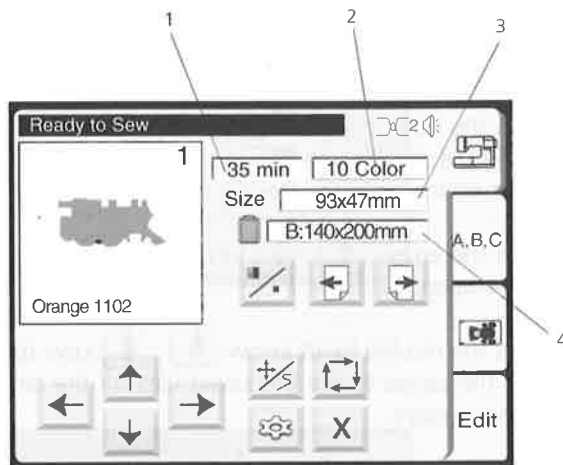 1 2 3
Ready to Sew 2
1
35 min 10 Color
Size 93x47mm
B:140x200mm
A,B,C
4
Orange 1102
X
Edit